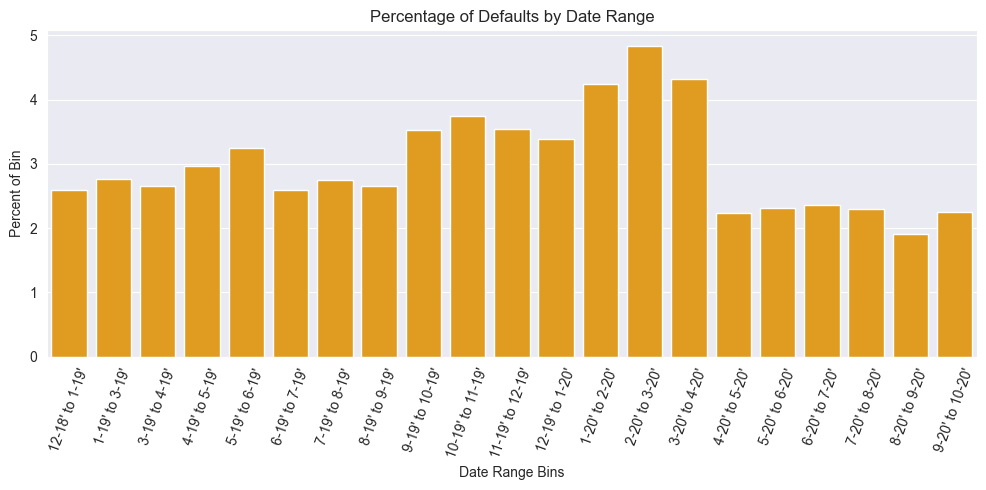 Percentage of Defaults by Date Range
Percent of Bin
5
4
3
2
1
0
12-18' to 1-19'
1-19' to 3-19'
3-19' to 4-19'
4-19' to 5-19'
5-19' to 6-19'
6-19' to 7-19'
7-19' to 8-19'
8-19' to 9-19'
9-19' to 10-19'
10-19' to 11-19'
11-19' to 12-19'
12-19' to 1-20'
1-20' to 2-20'
2-20' to 3-20'
3-20' to 4-20'
4-20' to 5-20'
5-20' to 6-20'
6-20' to 7-20'
7-20' to 8-20'
8-20' to 9-20'
9-20' to 10-20'
Date Range Bins